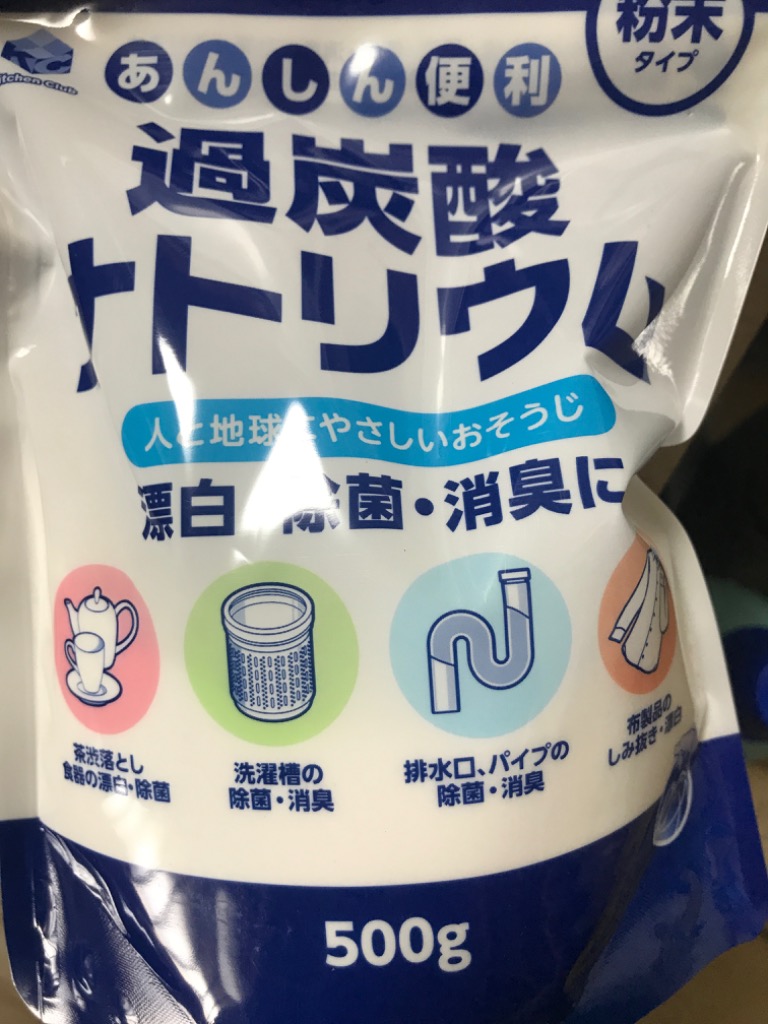 粉末
タイプ
Kitchen Club
あんしん便利
過炭酸
ナトリウム
人と地球にやさしいおそうじ
漂白・除菌・消臭に
茶渋落とし
食器の漂白・除菌
洗濯槽の
除菌・消臭
排水口、パイプの
除菌・消臭
布製品の
しみ抜き・漂白
500g